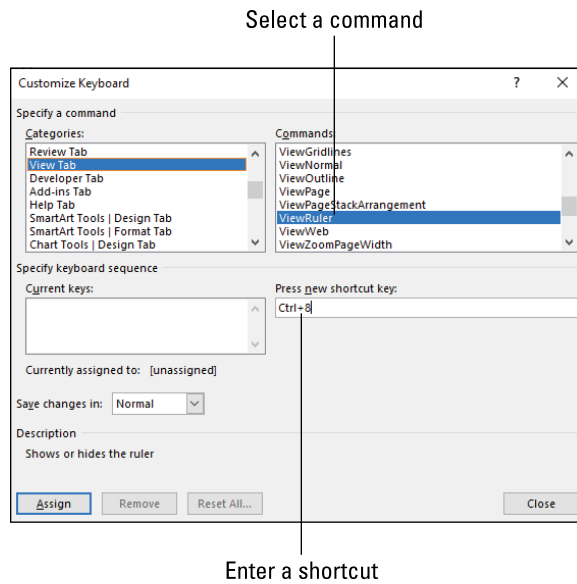 Select a command
Customize Keyboard ? ×
Specify a command
Categories:
Review Tab
View Tab
Developer Tab
Add-ins Tab
Help Tab
SmartArt Tools | Design Tab
SmartArt Tools | Format Tab
Chart Tools | Design Tab
Commands:
ViewGridlines
ViewNormal
ViewOutline
ViewPage
ViewPageStackArrangement
ViewRuler
ViewWeb
ViewZoomPageWidth
Specify keyboard sequence
Current keys:
Press new shortcut key:
Ctrl+8
Currently assigned to: [unassigned]
Save changes in: Normal
Description
Shows or hides the ruler
Assign Remove Reset All... Close
Enter a shortcut